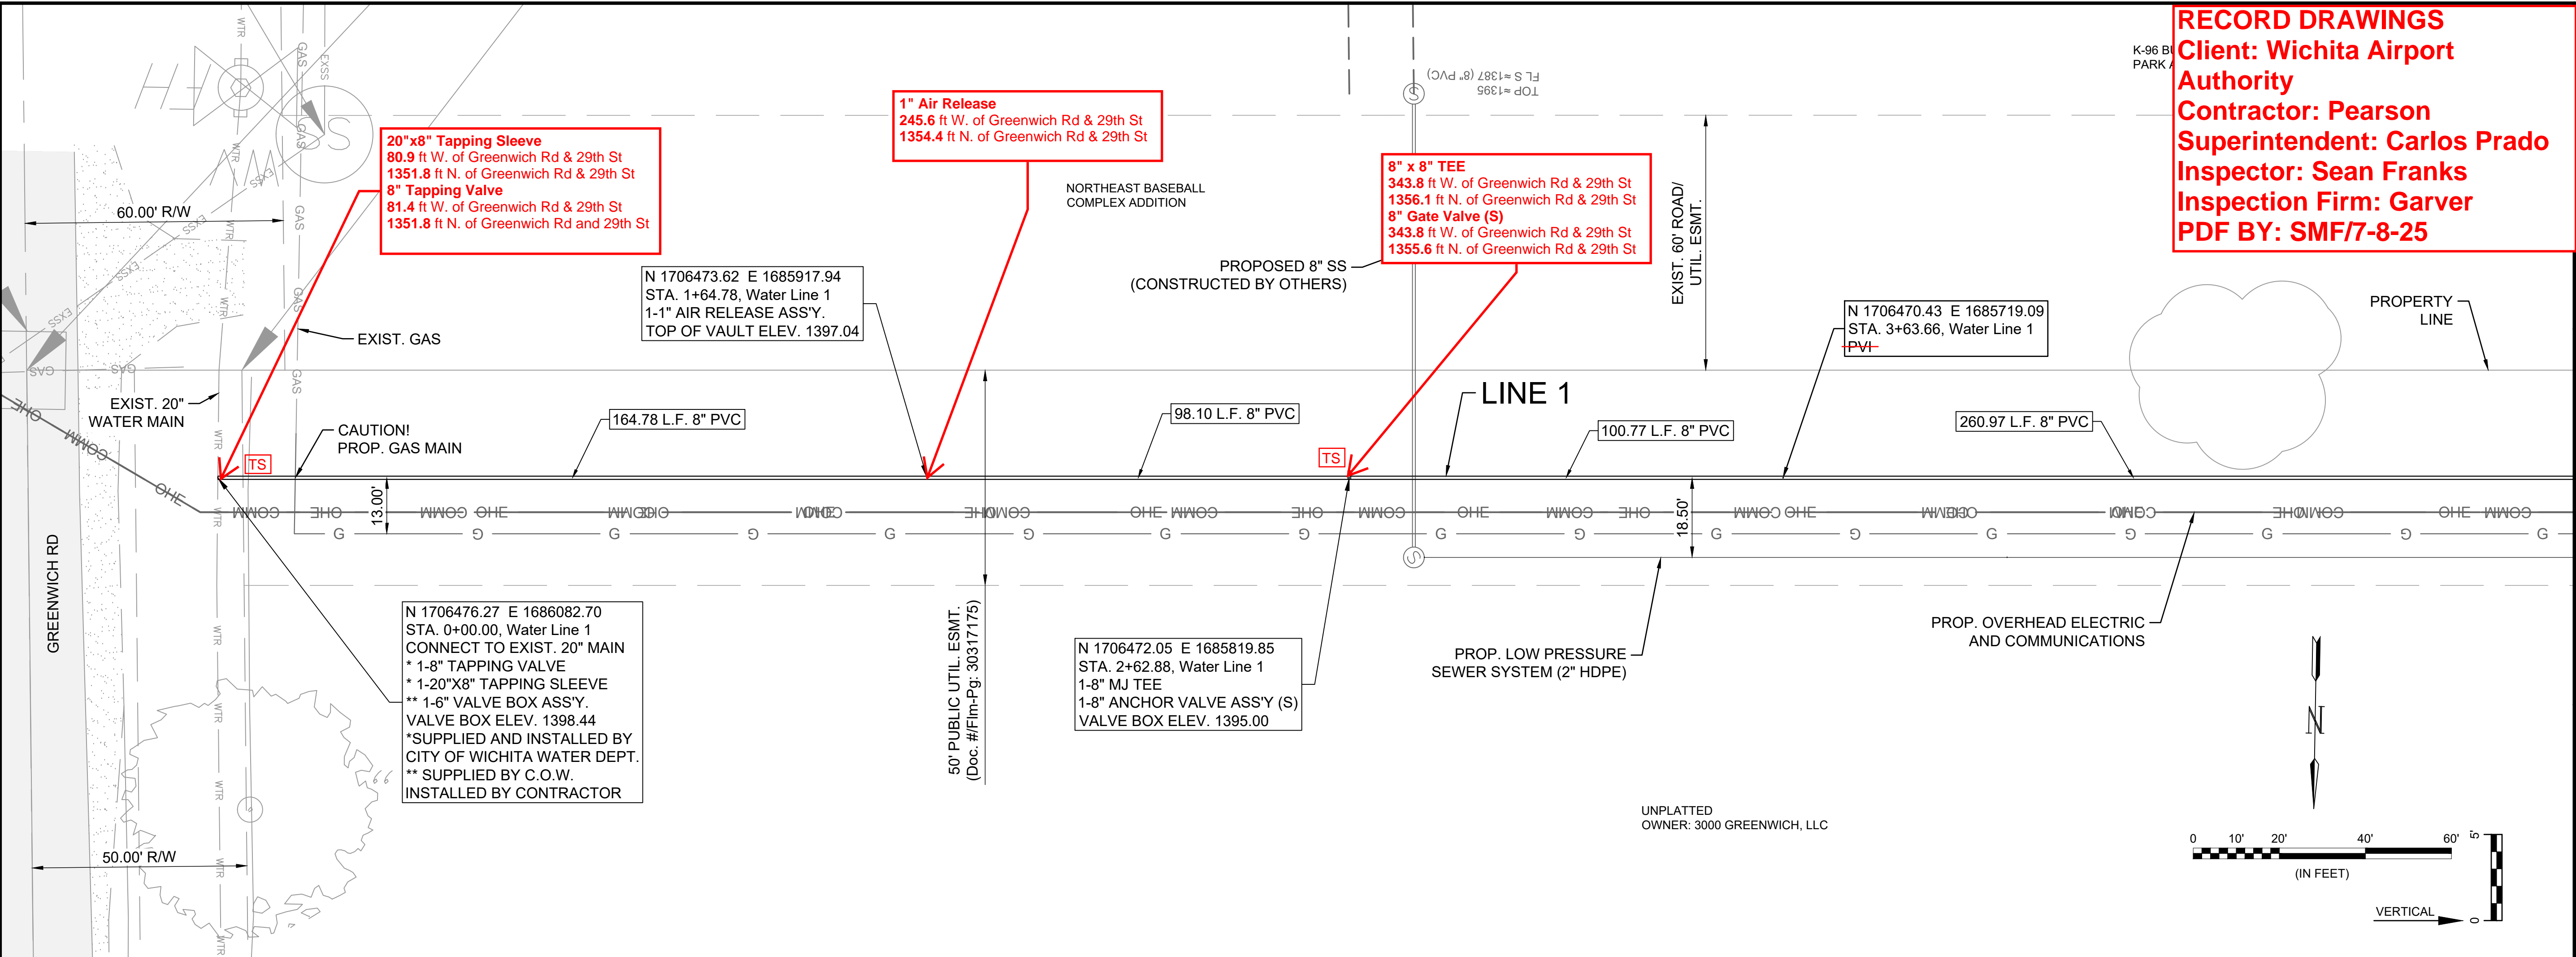 RECORD DRAWINGS
Client: Wichita Airport
Authority
Contractor: Pearson
Superintendent: Carlos Prado
Inspector: Sean Franks
Inspection Firm: Garver
PDF BY: SMF/7-8-25
K-96
PARK
TOP ≈1395
FL S ≈1387 (8" PVC)
20"x8" Tapping Sleeve
80.9 ft W. of Greenwich Rd & 29th St
1351.8 ft N. of Greenwich Rd & 29th St
8" Tapping Valve
81.4 ft W. of Greenwich Rd & 29th St
1351.8 ft N. of Greenwich Rd and 29th St
1" Air Release
245.6 ft W. of Greenwich Rd & 29th St
1354.4 ft N. of Greenwich Rd & 29th St
8" x 8" TEE
343.8 ft W. of Greenwich Rd & 29th St
1356.1 ft N. of Greenwich Rd & 29th St
8" Gate Valve (S)
343.8 ft W. of Greenwich Rd & 29th St
1355.6 ft N. of Greenwich Rd & 29th St
NORTHEAST BASEBALL
COMPLEX ADDITION
60.00' R/W
EXIST. 60' ROAD/
UTIL. ESMT.
PROPOSED 8" SS
(CONSTRUCTED BY OTHERS)
N 1706473.62 E 1685917.94
STA. 1+64.78, Water Line 1
1-1" AIR RELEASE ASS'Y.
TOP OF VAULT ELEV. 1397.04
N 1706470.43 E 1685719.09
STA. 3+63.66, Water Line 1
PVI
PROPERTY
LINE
EXIST. GAS
EXIST. 20"
WATER MAIN
CAUTION!
PROP. GAS MAIN
164.78 L.F. 8" PVC
98.10 L.F. 8" PVC
LINE 1
100.77 L.F. 8" PVC
260.97 L.F. 8" PVC
TS
TS
13.00'
18.50'
GREENWICH RD
N 1706476.27 E 1686082.70
STA. 0+00.00, Water Line 1
CONNECT TO EXIST. 20" MAIN
* 1-8" TAPPING VALVE
* 1-20"X8" TAPPING SLEEVE
** 1-6" VALVE BOX ASS'Y.
VALVE BOX ELEV. 1398.44
*SUPPLIED AND INSTALLED BY
CITY OF WICHITA WATER DEPT.
** SUPPLIED BY C.O.W.
INSTALLED BY CONTRACTOR
50' PUBLIC UTIL. ESMT.
(Doc. #/Flm-Pg: 30317175)
N 1706472.05 E 1685819.85
STA. 2+62.88, Water Line 1
1-8" MJ TEE
1-8" ANCHOR VALVE ASS'Y (S)
VALVE BOX ELEV. 1395.00
PROP. LOW PRESSURE
SEWER SYSTEM (2" HDPE)
PROP. OVERHEAD ELECTRIC
AND COMMUNICATIONS
N
UNPLATTED
OWNER: 3000 GREENWICH, LLC
50.00' R/W
0 10' 20' 40' 60'
(IN FEET)
VERTICAL
0 5'